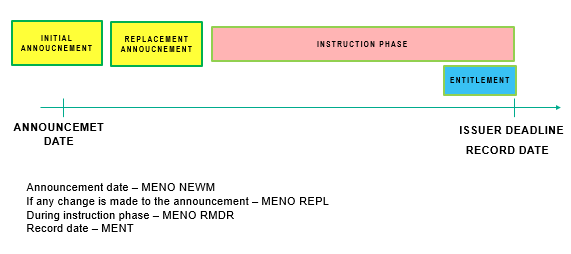 INITIAL
ANNOUCNEMENT
REPLACEMENT
ANNOUCNEMENT
INSTRUCTION PHASE
ENTITLEMENT
ANNOUNCEMET
DATE
ISSUER DEADLINE
RECORD DATE
Announcement date – MENO NEWM
If any change is made to the announcement – MENO REPL
During instruction phase – MENO RMDR
Record date – MENT